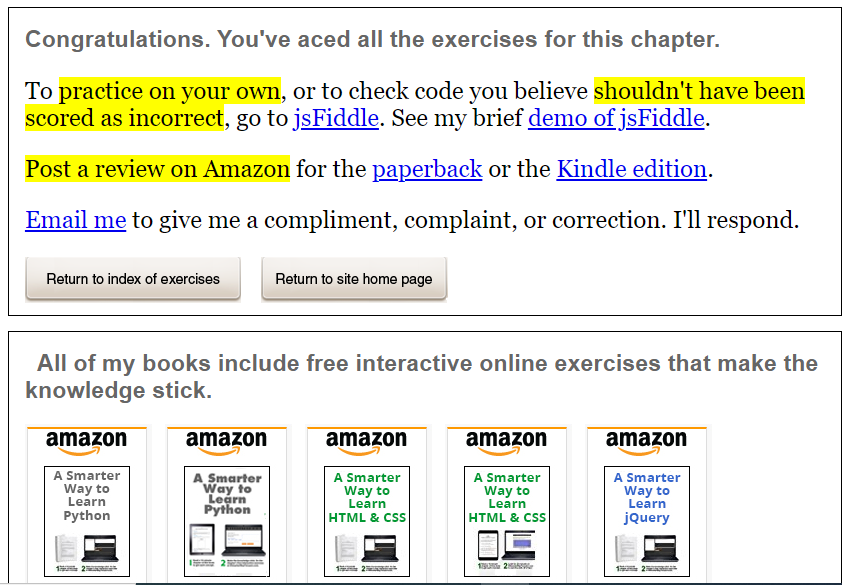 Congratulations. You've aced all the exercises for this chapter.
To practice on your own, or to check code you believe shouldn't have been
scored as incorrect, go to jsFiddle. See my brief demo of jsFiddle.
Post a review on Amazon for the paperback or the Kindle edition.
Email me to give me a compliment, complaint, or correction. I'll respond.
Return to index of exercises Return to site home page
All of my books include free interactive online exercises that make the
knowledge stick.
amazon amazon amazon amazon amazon
A Smarter
Way to
Learn
Python
A Smarter
Way to
Learn
Python
A Smarter
Way to
Learn
HTML & CSS
A Smarter
Way to
Learn
HTML & CSS
A Smarter
Way to
Learn
jQuery